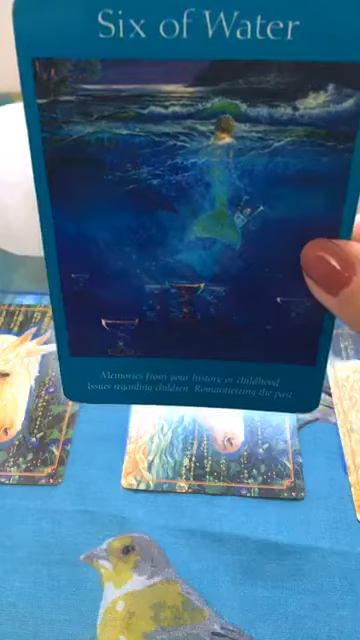 Six of Water
Memories from your history or childhood
Issues regarding children. Romanticizing the past.